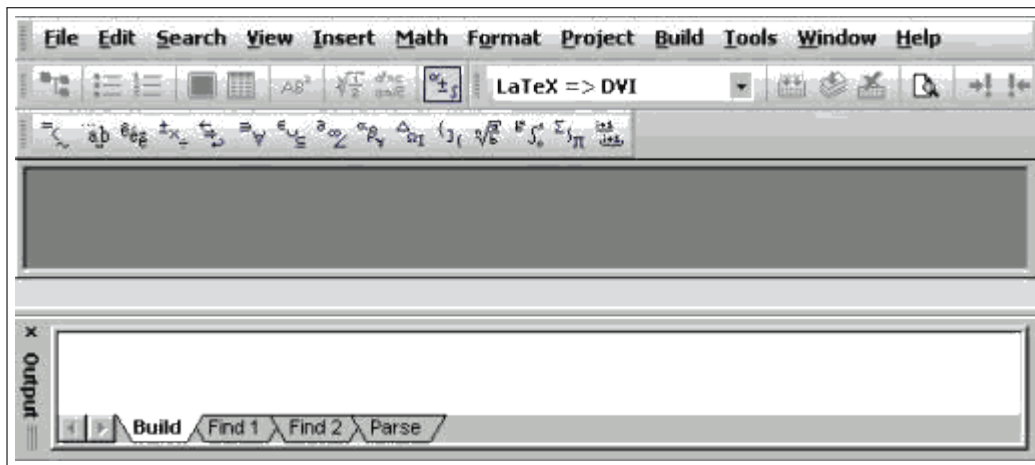 File Edit Search View Insert Math Format Project Build Tools Window Help
LaTeX => DVI
× Output
Build Find 1 Find 2 Parse